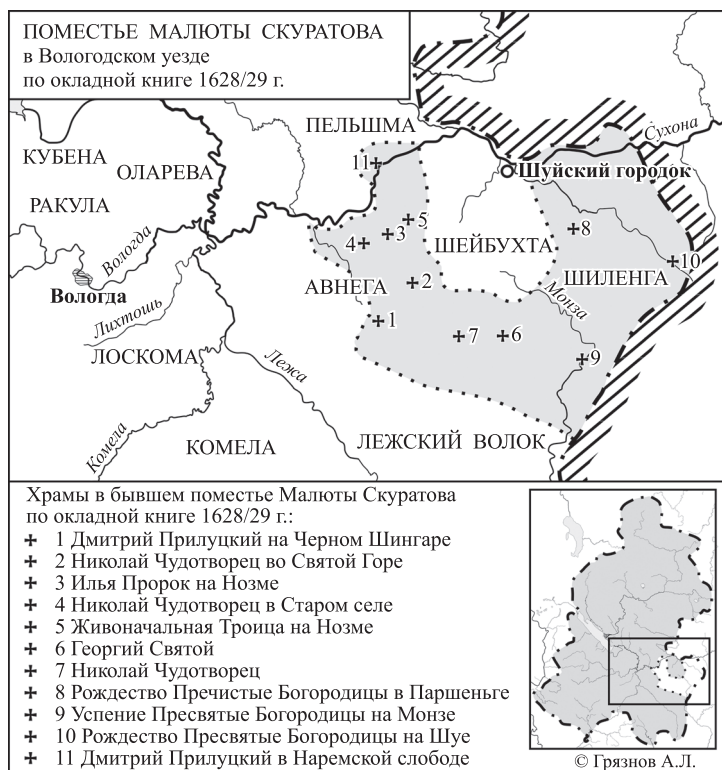 ПОМЕСТЬЕ МАЛЮТЫ СКУРАТОВА
в Вологодском уезде
по окладной книге 1628/29 г.
ПЕЛЬШМА
Сухона
КУБЕНА
ОЛАРЕВА
11
Шуйский городок
РАКУЛА
5
3
4
8
ШЕЙБУХТА
Вологда
10
ШИЛЕНГА
Вологда
АВНЕГА
2
Монза
Лихтошь
1
7
6
9
ЛОСКОМА
Лежа
Комела
КОМЕЛА
ЛЕЖСКИЙ ВОЛОК
Храмы в бывшем поместье Малюты Скуратова
по окладной книге 1628/29 г.:
1 Дмитрий Прилуцкий на Черном Шингаре
2 Николай Чудотворец во Святой Горе
3 Илья Пророк на Нозме
4 Николай Чудотворец в Старом селе
5 Живоначальная Троица на Нозме
6 Георгий Святой
7 Николай Чудотворец
8 Рождество Пречистые Богородицы в Паршеньге
9 Успение Пресвятые Богородицы на Монзе
10 Рождество Пресвятые Богородицы на Шуе
11 Дмитрий Прилуцкий в Наремской слободе
© Грязнов А.Л.